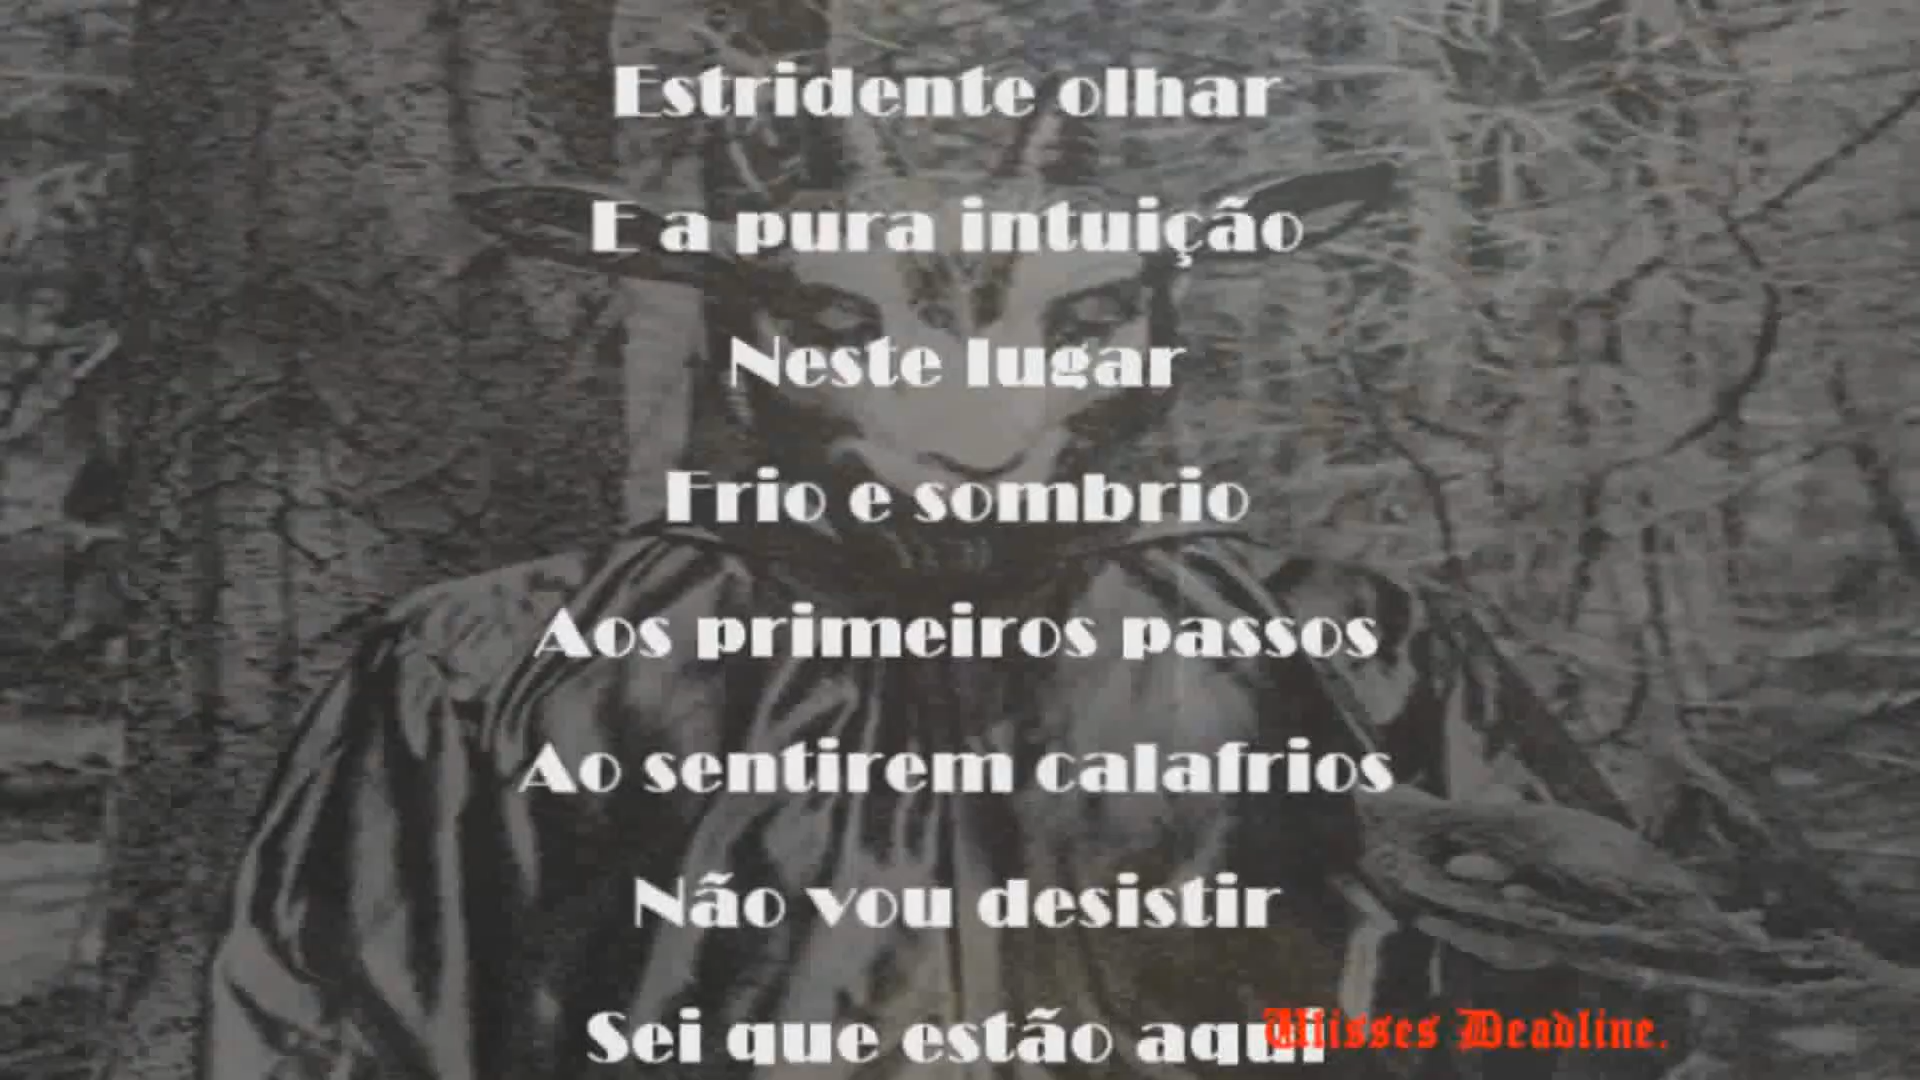 Estridente olhar
E a pura intuição
Neste lugar
Frio e sombrio
Aos primeiros passos
Ao sentirem calafrios
Não vou desistir
Sei que estão aqui
Ulisses Deadline.